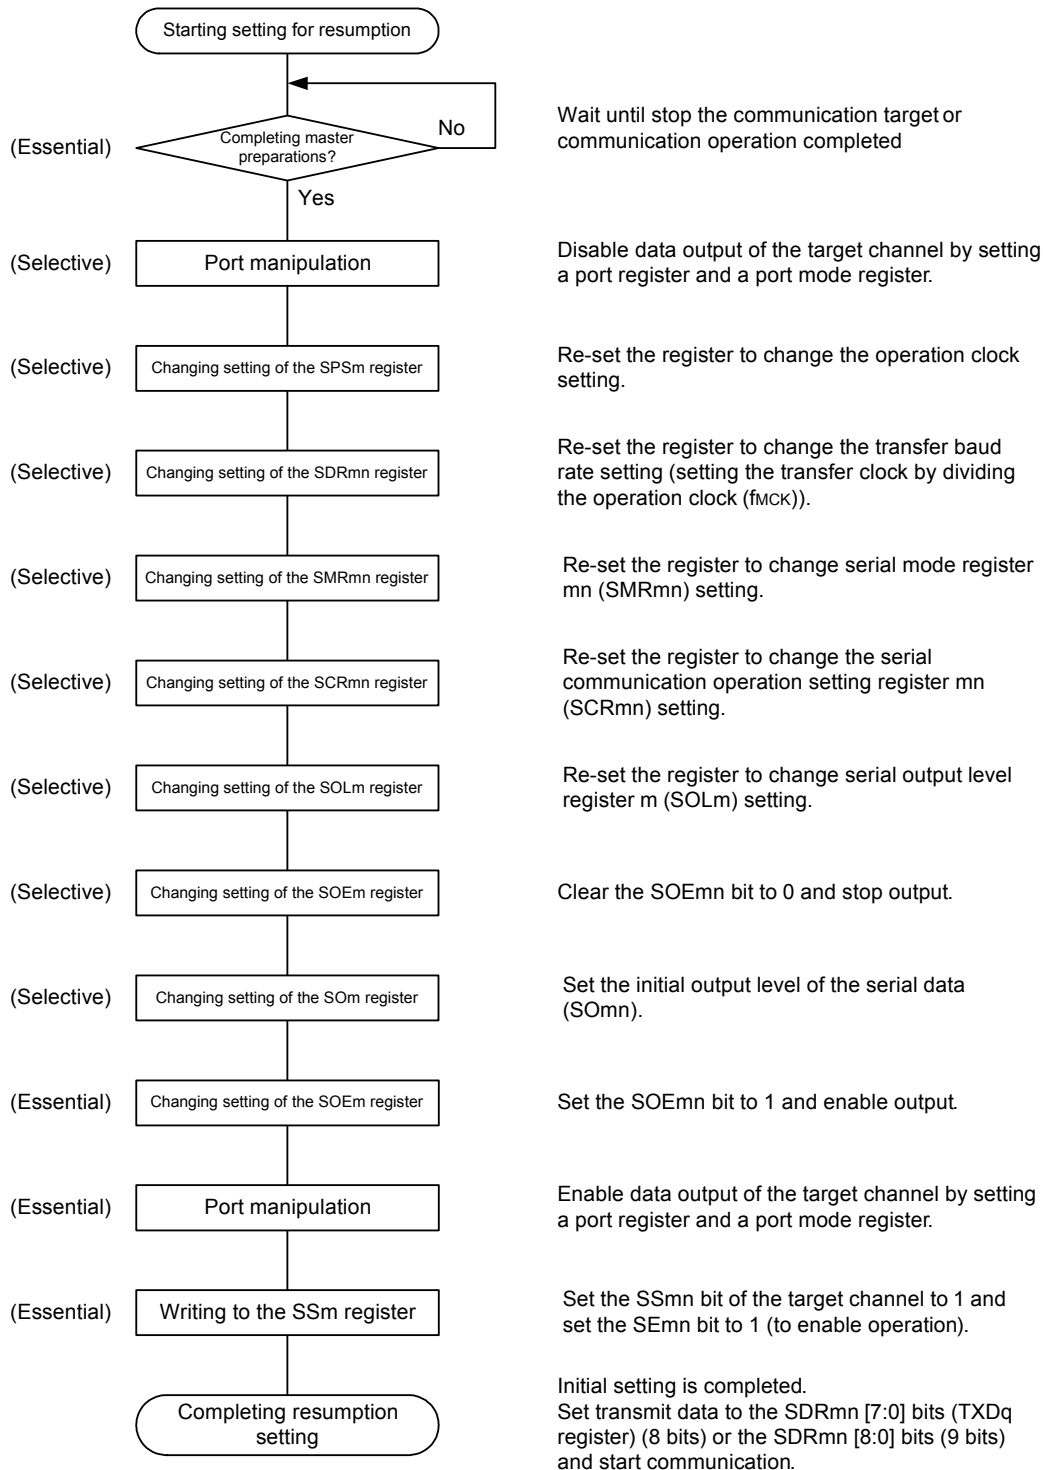 Starting setting for resumption
(Essential)
Completing master
preparations?
No
Yes
Wait until stop the communication target or
communication operation completed
(Selective)
Port manipulation
Disable data output of the target channel by setting
a port register and a port mode register.
(Selective)
Changing setting of the SPSm register
Re-set the register to change the operation clock
setting.
(Selective)
Changing setting of the SDRmn register
Re-set the register to change the transfer baud
rate setting (setting the transfer clock by dividing
the operation clock (fMCK)).
(Selective)
Changing setting of the SMRmn register
Re-set the register to change serial mode register
mn (SMRmn) setting.
(Selective)
Changing setting of the SCRmn register
Re-set the register to change the serial
communication operation setting register mn
(SCRmn) setting.
(Selective)
Changing setting of the SOLm register
Re-set the register to change serial output level
register m (SOLm) setting.
(Selective)
Changing setting of the SOEm register
Clear the SOEmn bit to 0 and stop output.
(Selective)
Changing setting of the SOm register
Set the initial output level of the serial data
(SOmn).
(Essential)
Changing setting of the SOEm register
Set the SOEmn bit to 1 and enable output.
(Essential)
Port manipulation
Enable data output of the target channel by setting
a port register and a port mode register.
(Essential)
Writing to the SSm register
Set the SSmn bit of the target channel to 1 and
set the SEmn bit to 1 (to enable operation).
Completing resumption
setting
Initial setting is completed.
Set transmit data to the SDRmn [7:0] bits (TXDq
register) (8 bits) or the SDRmn [8:0] bits (9 bits)
and start communication.